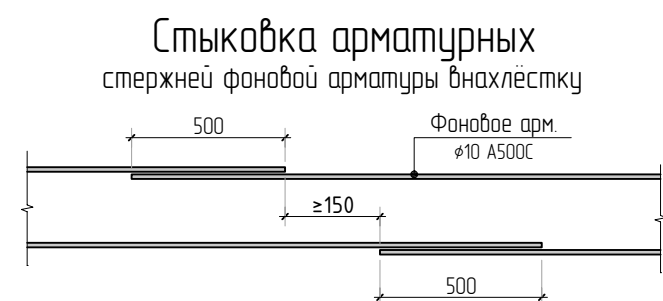 Стыковка арматурных
стержней фоновой арматуры внахлёстку
500
Фоновое арм.
⌀10 А500С
≥150
500